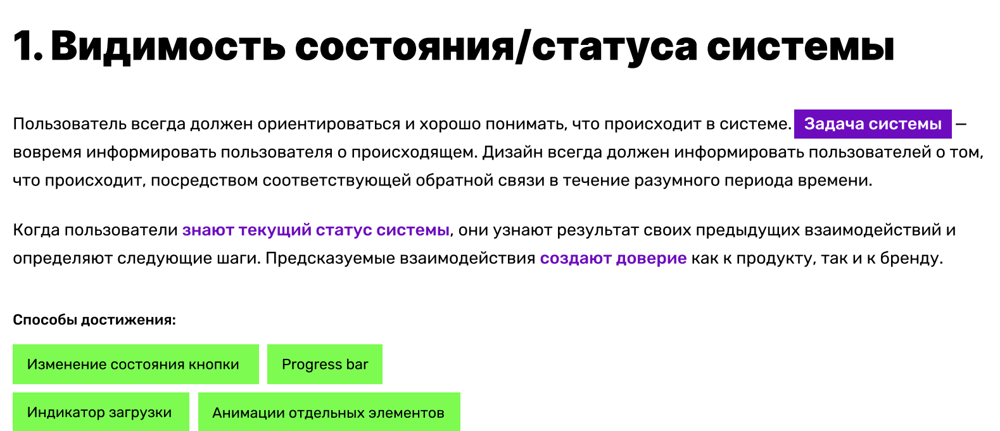 1. Видимость состояния/статуса системы
Пользователь всегда должен ориентироваться и хорошо понимать, что происходит в системе. Задача системы —
вовремя информировать пользователя о происходящем. Дизайн всегда должен информировать пользователей о том,
что происходит, посредством соответствующей обратной связи в течение разумного периода времени.
Когда пользователи знают текущий статус системы, они узнают результат своих предыдущих взаимодействий и
определяют следующие шаги. Предсказуемые взаимодействия создают доверие как к продукту, так и к бренду.
Способы достижения:
Изменение состояния кнопки Progress bar
Индикатор загрузки Анимации отдельных элементов